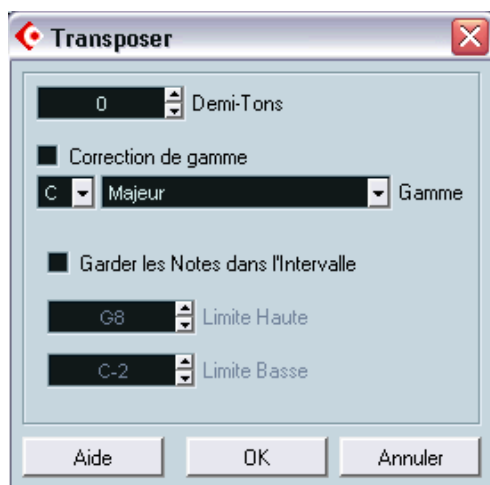 Transposer
0 Demi-Tons
Correction de gamme
C Majeur Gamme
Garder les Notes dans l'Intervalle
G8 Limite Haute
C-2 Limite Basse
Aide OK Annuler